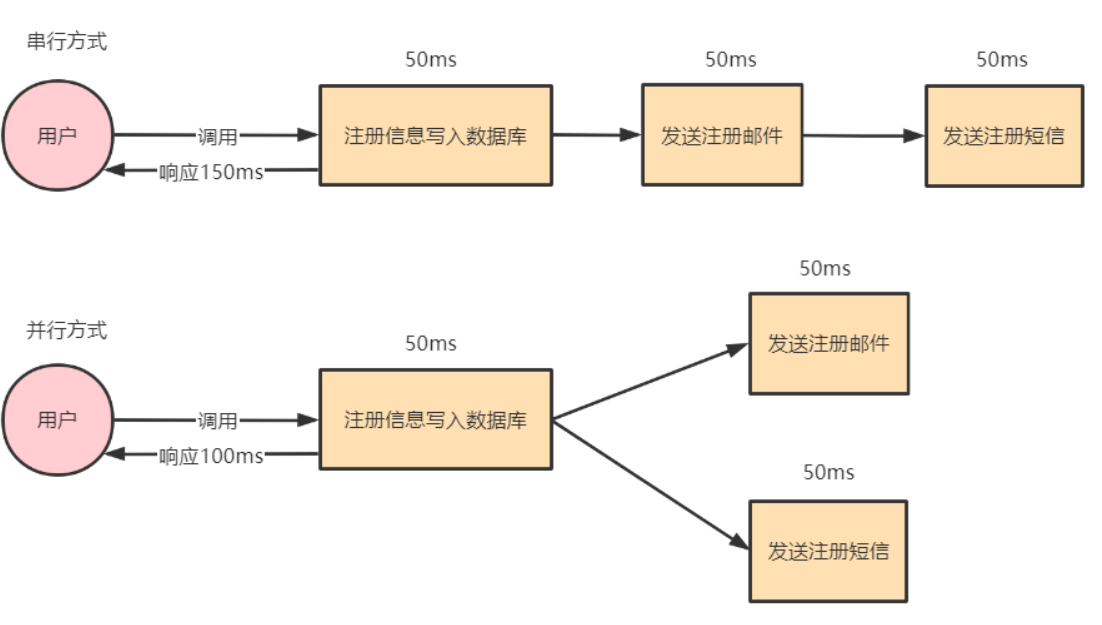 串行方式
50ms
50ms
50ms
用户
调用
注册信息写入数据库
发送注册邮件
发送注册短信
响应150ms
50ms
并行方式
50ms
发送注册邮件
用户
调用
注册信息写入数据库
响应100ms
50ms
发送注册短信